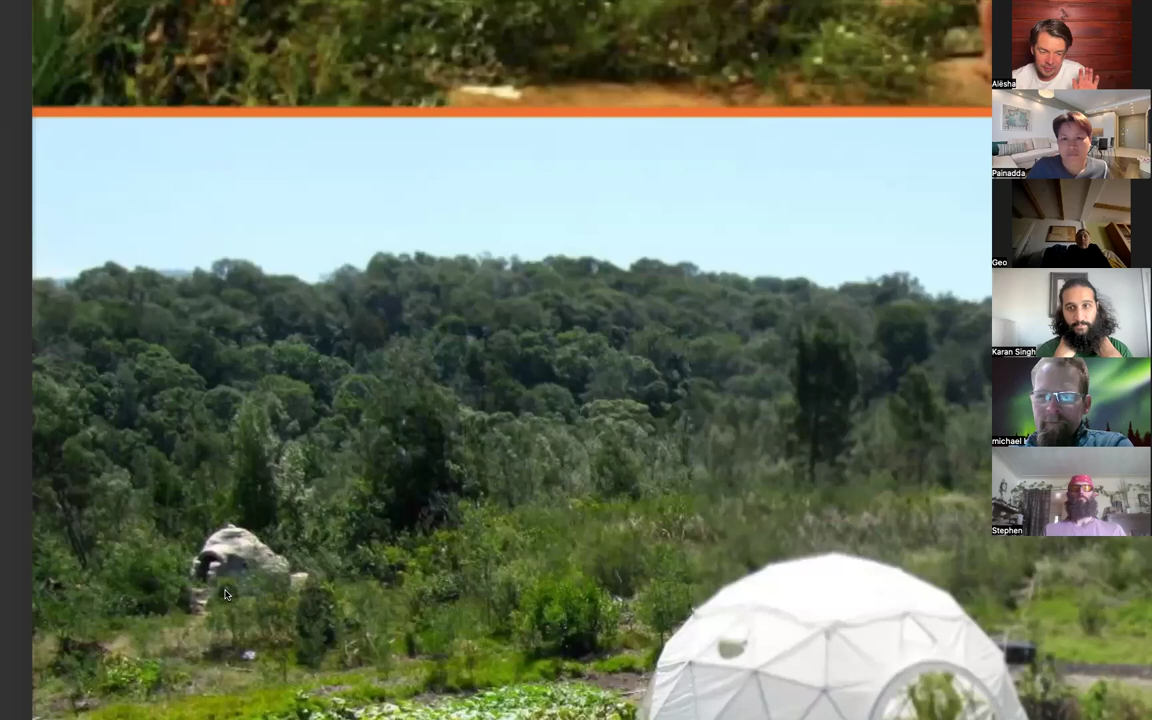 Alësha
Painadda
Geo
Karan Singh
michael
Stephen